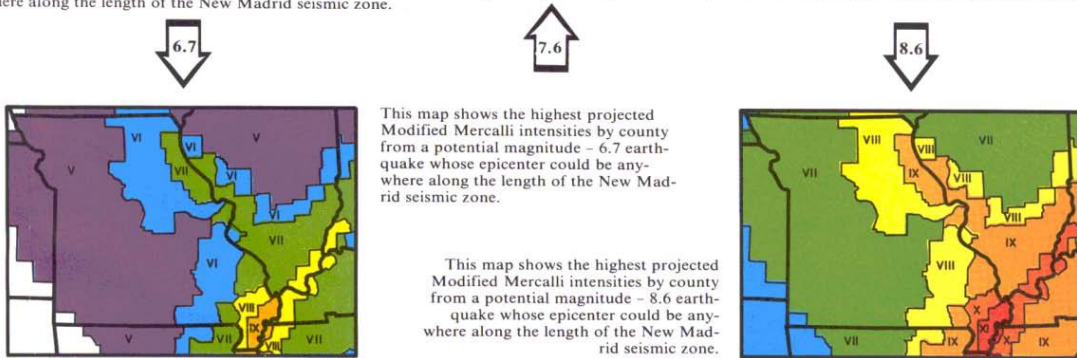 here along the length of the New Madrid seismic zone.
6.7
7.6
8.6
This map shows the highest projected
Modified Mercalli intensities by county
from a potential magnitude – 6.7 earth-
quake whose epicenter could be any-
where along the length of the New Mad-
rid seismic zone.
This map shows the highest projected
Modified Mercalli intensities by county
from a potential magnitude – 8.6 earth-
quake whose epicenter could be any-
where along the length of the New Mad-
rid seismic zone.
V
VI
VI
V
VII
VI
VI
VI
VII
VIII
IX
V
VII
VIII
VII
VIII
VIII
VII
VII
IX
VIII
VIII
VIII
IX
X
XI
VII
IX
X
IX